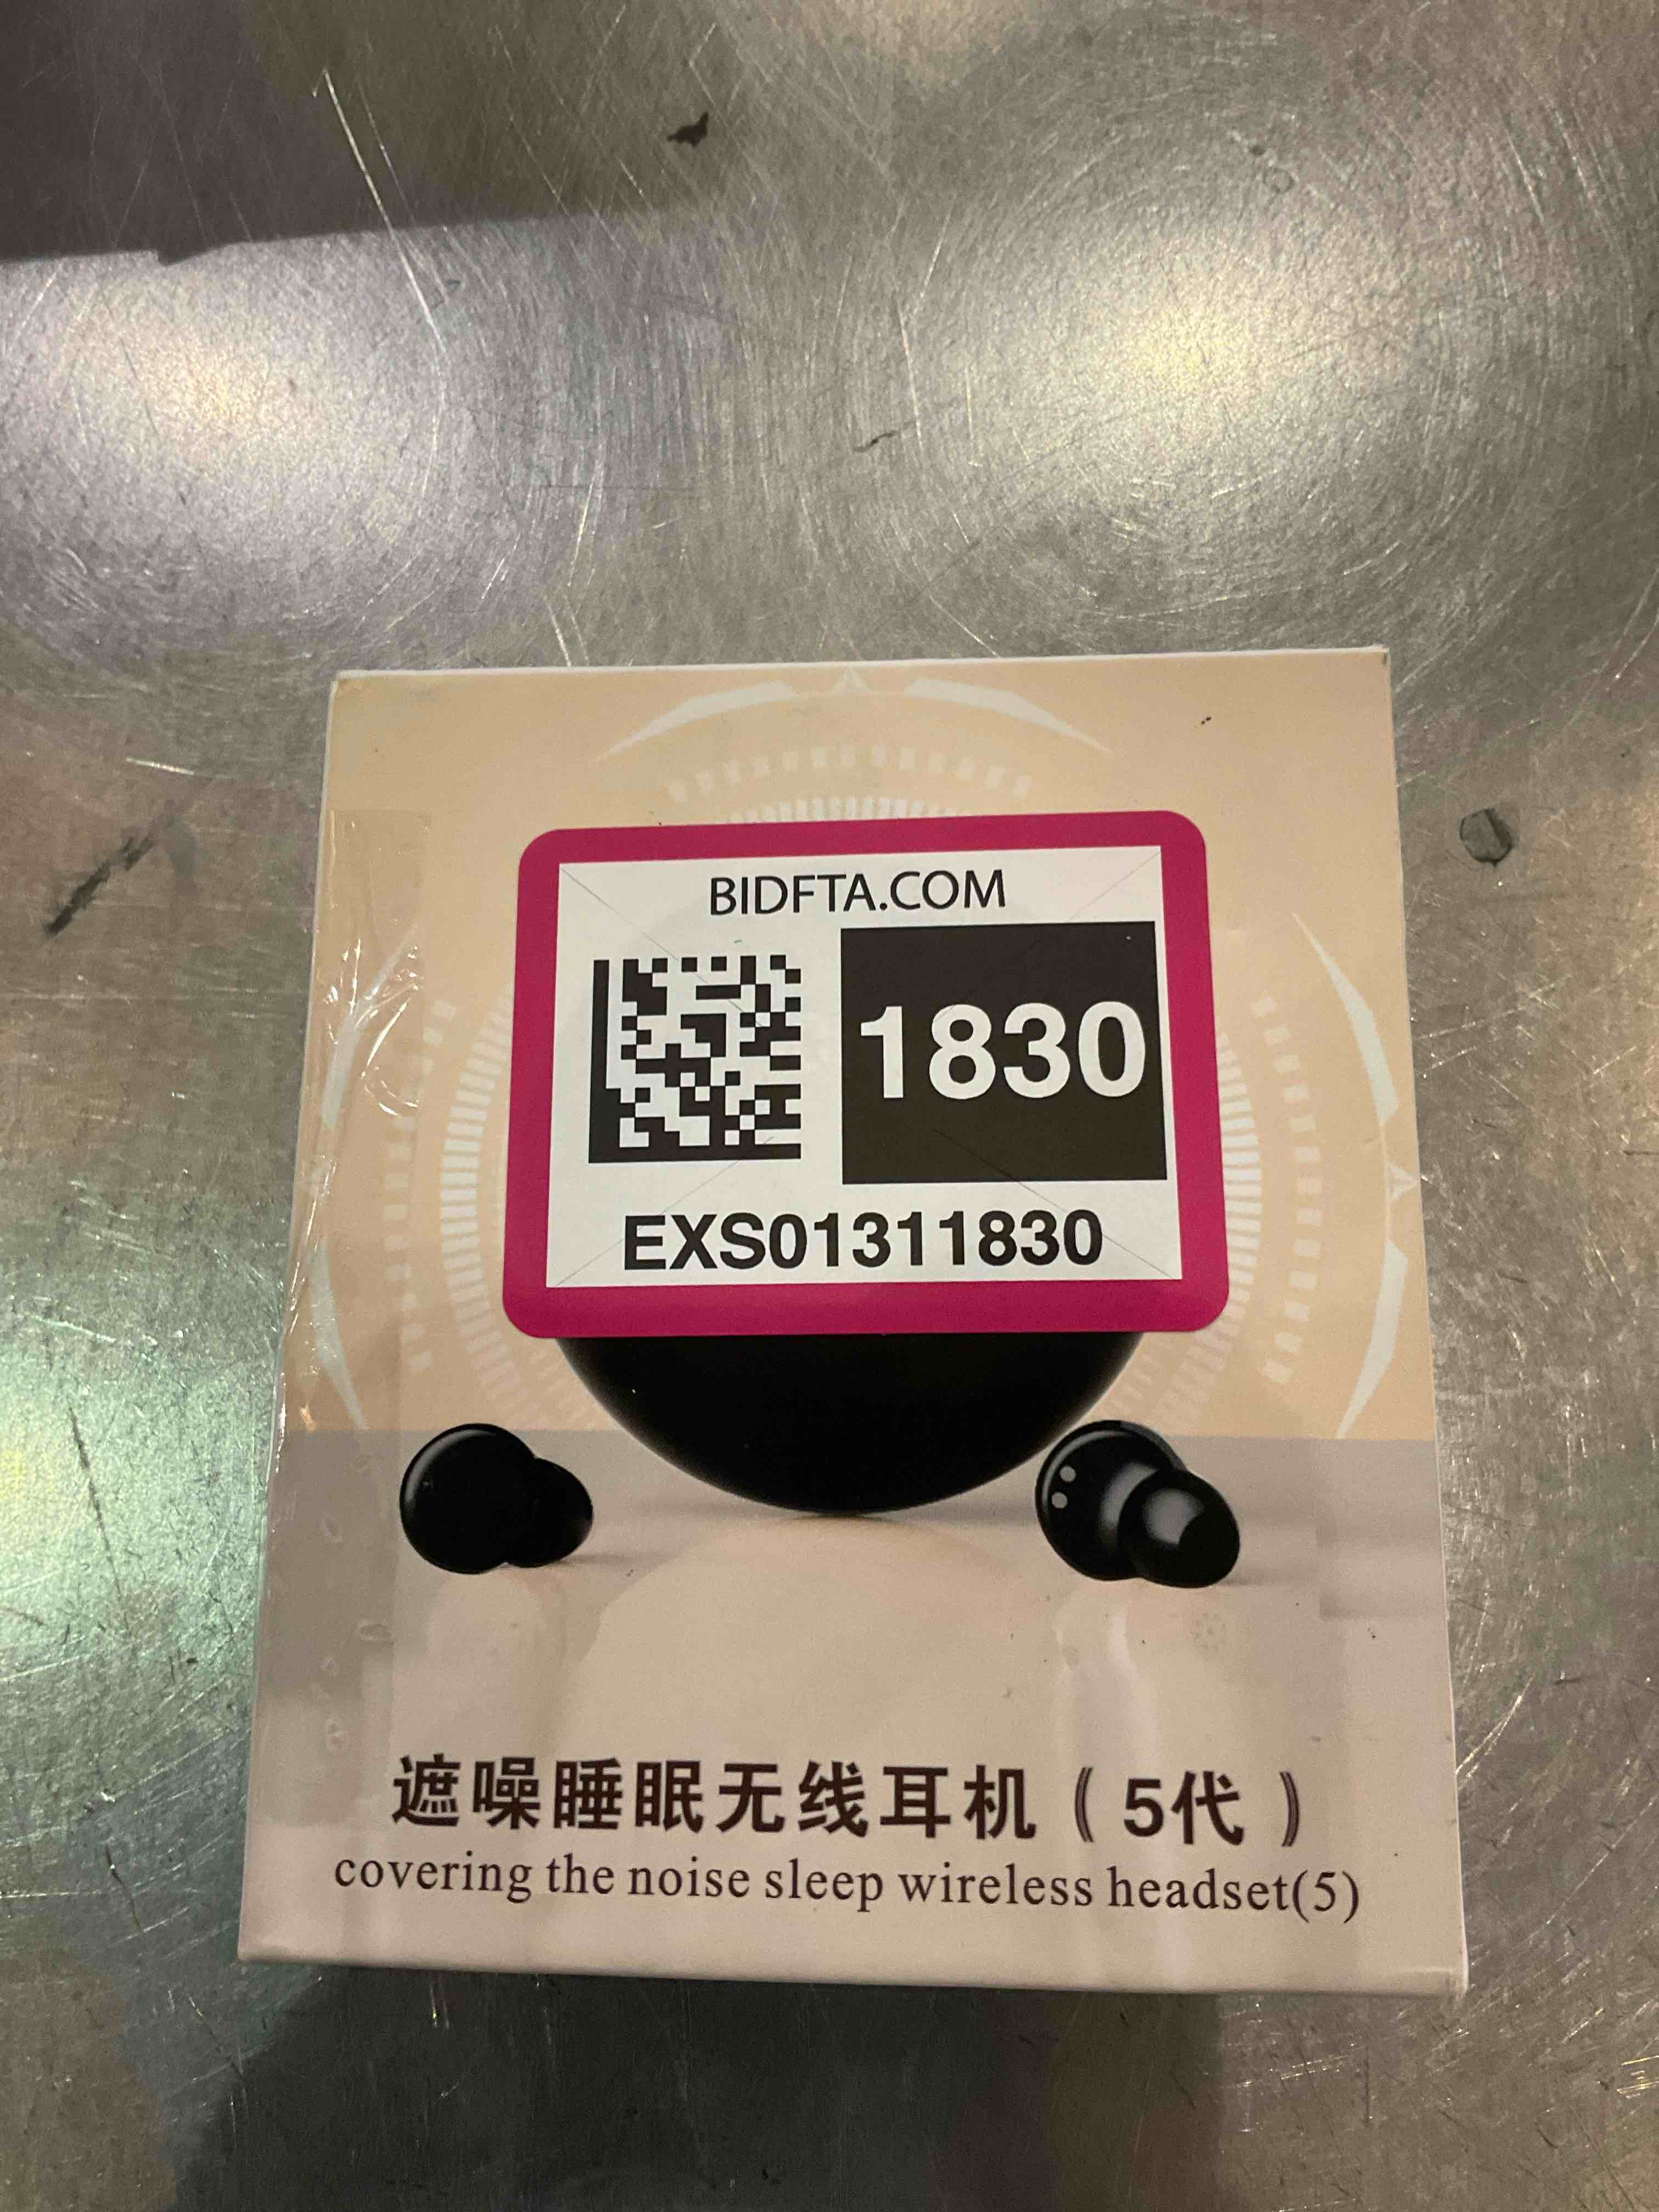 BIDFTA.COM
1830
EXS01311830
遮噪睡眠无线耳机（5代）
covering the noise sleep wireless headset(5)